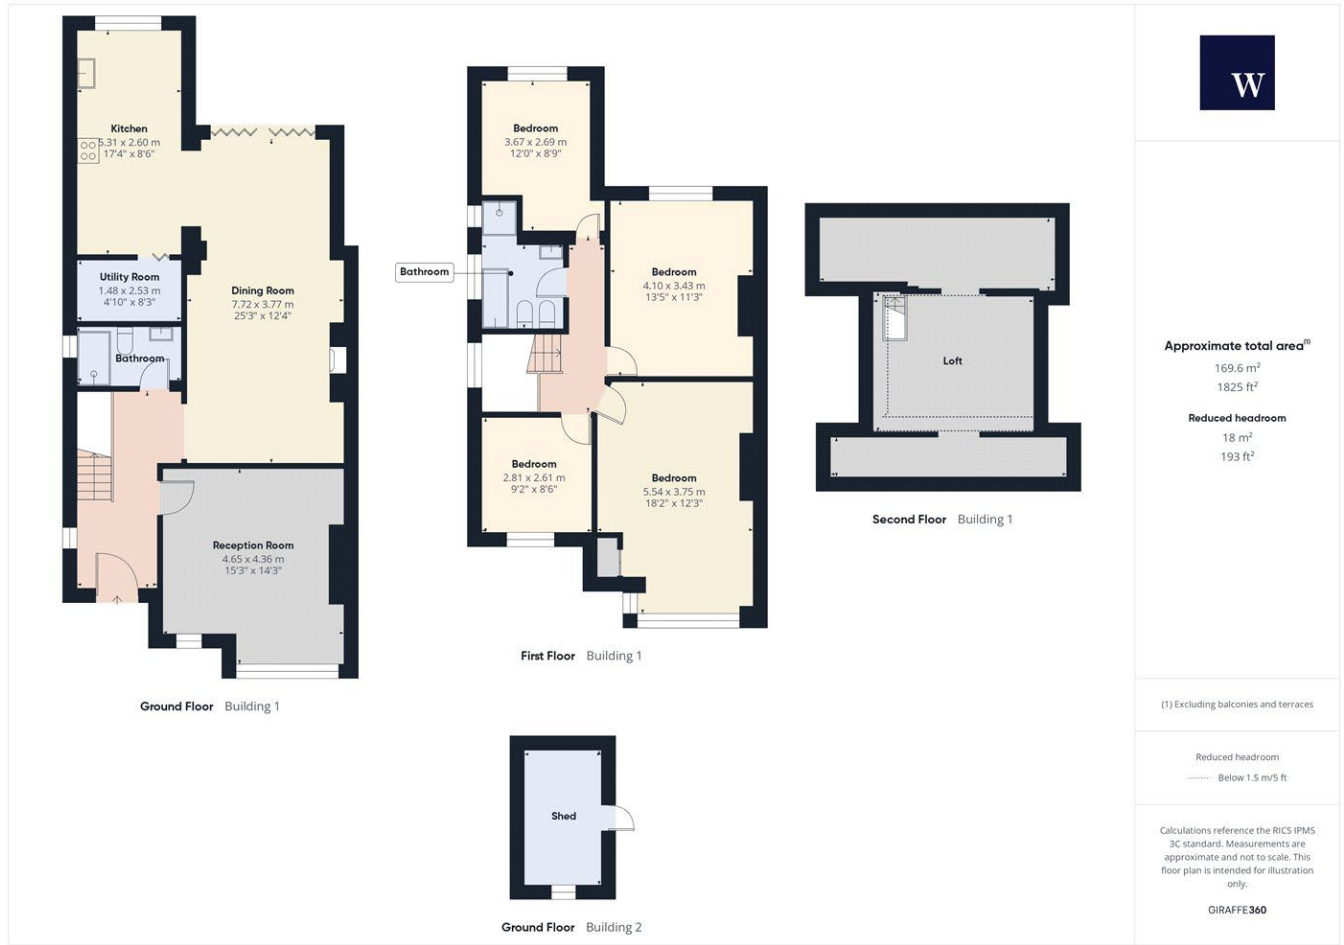 Kitchen
5.31 x 2.60 m
17'4" x 8'6"
Utility Room
1.48 x 2.53 m
4'10" x 8'3"
Bathroom
Dining Room
7.72 x 3.77 m
25'3" x 12'4"
Reception Room
4.65 x 4.36 m
15'3" x 14'3"
Ground Floor Building 1
Bedroom
3.67 x 2.69 m
12'0" x 8'9"
Bathroom
Bedroom
4.10 x 3.43 m
13'5" x 11'3"
Bedroom
2.81 x 2.61 m
9'2" x 8'6"
Bedroom
5.54 x 3.75 m
18'2" x 12'3"
First Floor Building 1
Loft
Second Floor Building 1
Shed
Ground Floor Building 2
W
Approximate total area(1)
169.6 m²
1825 ft²
Reduced headroom
18 m²
193 ft²
(1) Excluding balconies and terraces
Reduced headroom
Below 1.5 m/5 ft
Calculations reference the RICS IPMS
3C standard. Measurements are
approximate and not to scale. This
floor plan is intended for illustration
only.
GIRAFFE360